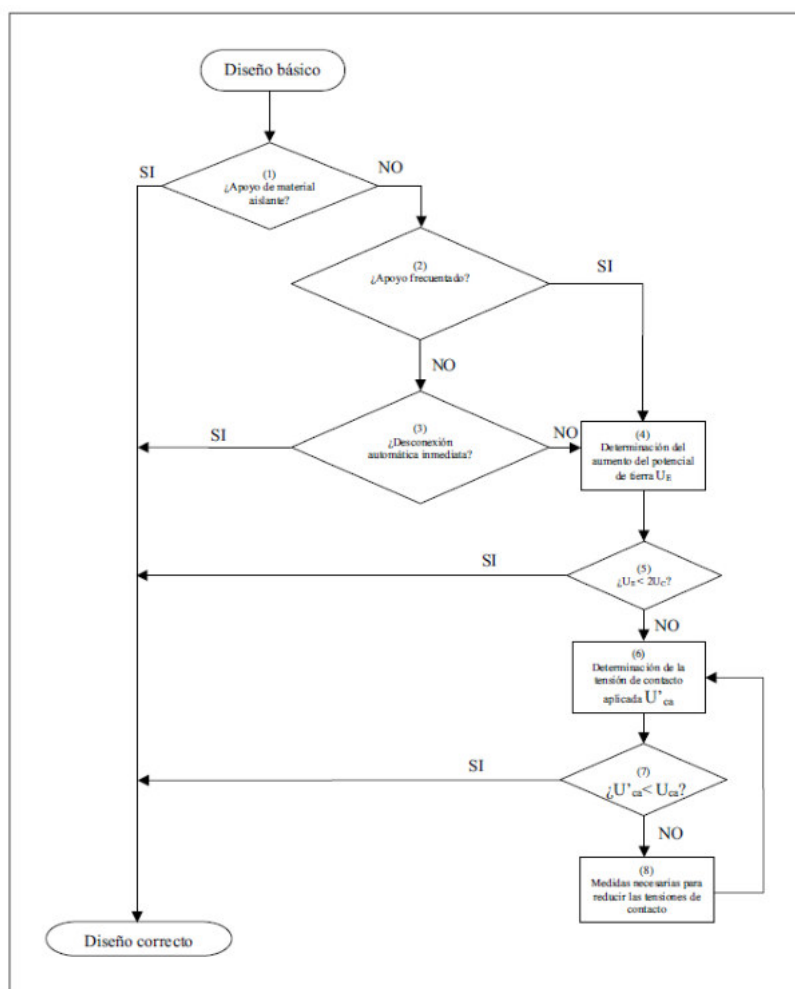 Diseño básico
SI
(1)
¿Apoyo de material
aislante?
NO
(2)
¿Apoyo frecuentado?
SI
NO
SI
(3)
¿Desconexión
automática inmediata?
NO
(4)
Determinación del
aumento del potencial
de tierra UE
SI
(5)
¿UE< 2UC?
NO
(6)
Determinación de la
tensión de contacto
aplicada U’ca
SI
(7)
¿U’ca< Uca?
NO
(8)
Medidas necesarias para
reducir las tensiones de
contacto
Diseño correcto